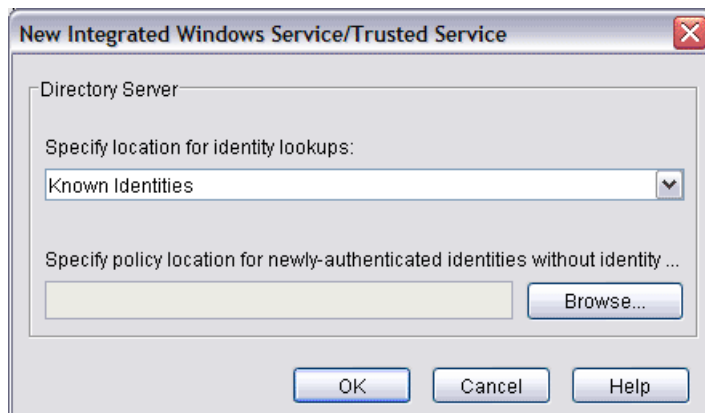 New Integrated Windows Service/Trusted Service
Directory Server
Specify location for identity lookups:
Known Identities
Specify policy location for newly-authenticated identities without identity ...
Browse...
OK
Cancel
Help